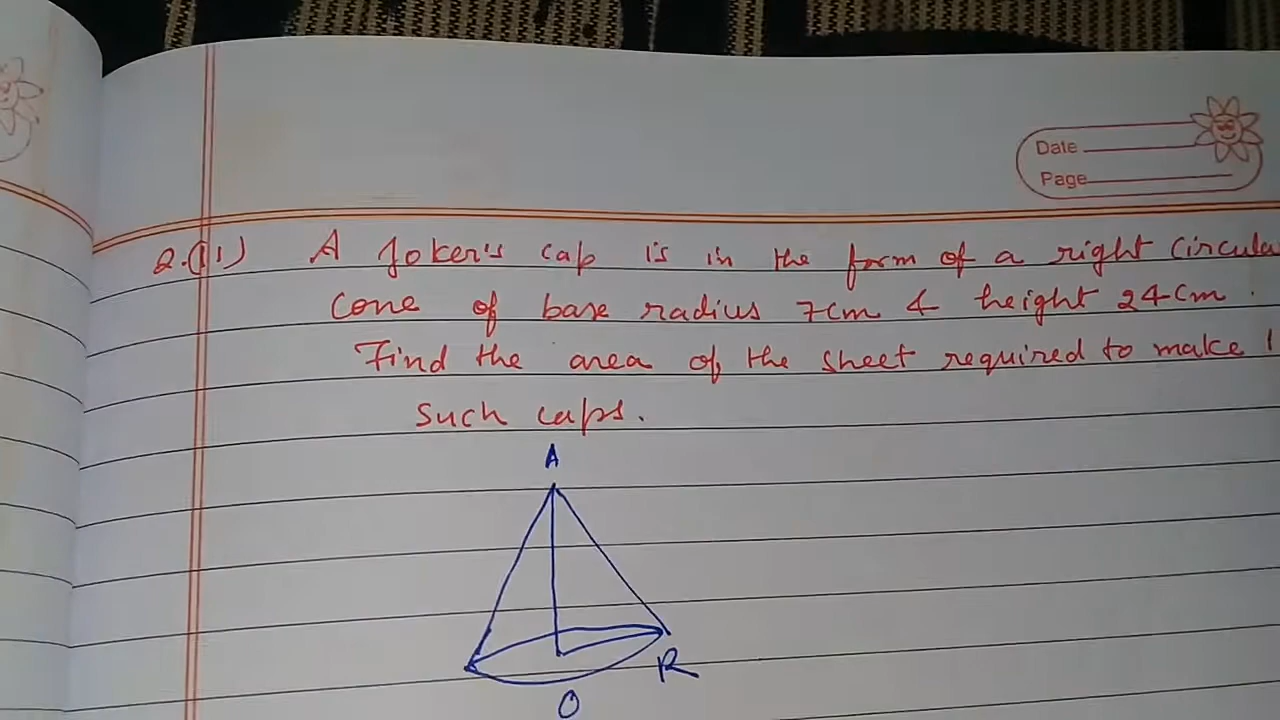 Date
Page
Q.(11) A Joker's cap is in the form of a right Circula
Cone of base radius 7cm & height 24cm.
Find the area of the sheet required to make 1
such caps.
A
R
O